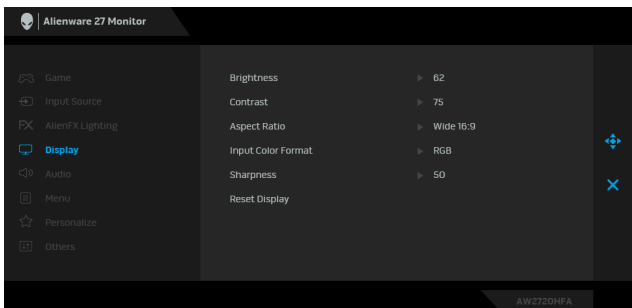 Alienware 27 Monitor
Game
Input Source
FX AlienFX Lighting
Display
Audio
Menu
Personalize
Others
Brightness 62
Contrast 75
Aspect Ratio Wide 16:9
Input Color Format RGB
Sharpness 50
Reset Display
AW2720HFA